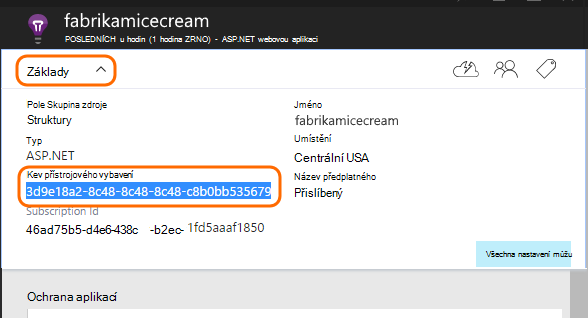 fabrikamicecream
POSLEDNÍCH u hodin (1 hodina ZRNO) - ASP.NET webovou aplikaci
Základy
Pole Skupina zdroje
Struktury
Typ
ASP.NET
Kev přístrojového vybavení
3d9e18a2-8c48-8c48-8c48-c8b0bb535679
Subscription Id
46ad75b5-d4e6-438c -b2ec- 1fd5aaaf1850
Jméno
fabrikamicecream
Umístění
Centrální USA
Název předplatného
Přislíbený
Všechna nastavení můžu
Ochrana aplikací